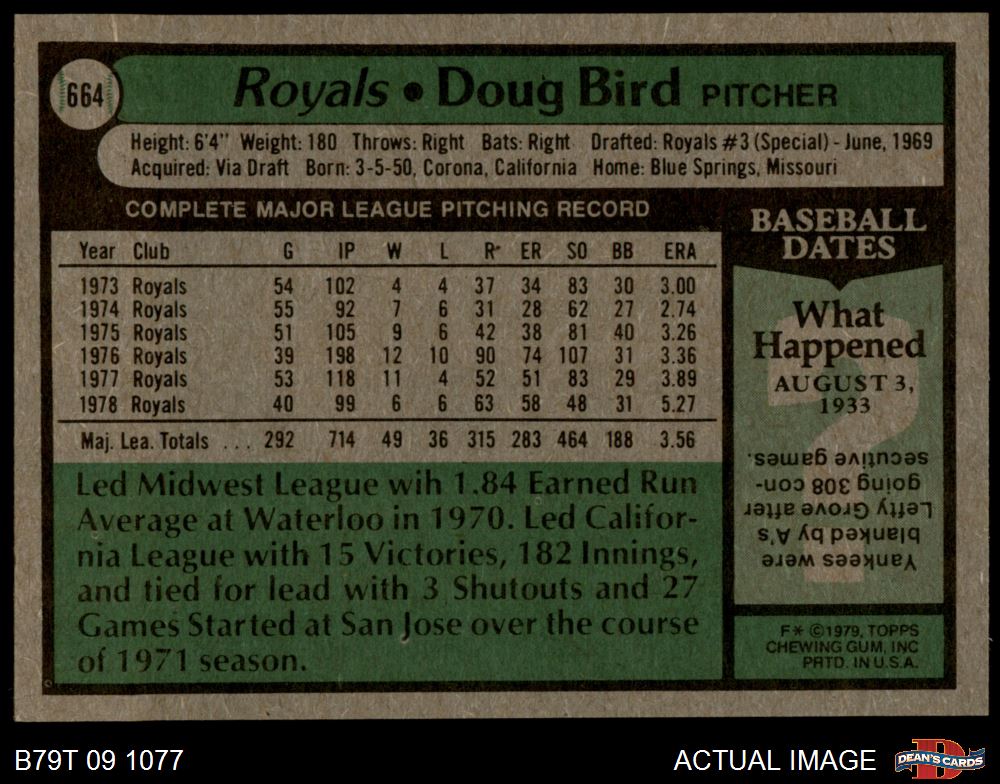 664
Royals • Doug Bird PITCHER
Height: 6'4" Weight: 180 Throws: Right Bats: Right Drafted: Royals #3 (Special) - June, 1969
Acquired: Via Draft Born: 3-5-50, Corona, California Home: Blue Springs, Missouri
COMPLETE MAJOR LEAGUE PITCHING RECORD
Year Club G IP W L R• ER SO BB ERA
1973 Royals 54 102 4 4 37 34 83 30 3.00
1974 Royals 55 92 7 6 31 28 62 27 2.74
1975 Royals 51 105 9 6 42 38 81 40 3.26
1976 Royals 39 198 12 10 90 74 107 31 3.36
1977 Royals 53 118 11 4 52 51 83 29 3.89
1978 Royals 40 99 6 6 63 58 48 31 5.27
Maj. Lea. Totals ... 292 714 49 36 315 283 464 188 3.56
Led Midwest League wih 1.84 Earned Run
Average at Waterloo in 1970. Led Califor-
nia League with 15 Victories, 182 Innings,
and tied for lead with 3 Shutouts and 27
Games Started at San Jose over the course
of 1971 season.
BASEBALL
DATES
What
Happened
AUGUST 3,
1933
?
Yankees were
blanked by A's
Lefty Grove after
going 308 con-
secutive games.
F* ©1979, TOPPS
CHEWING GUM, INC
PRTD. IN U.S.A.
B79T 09 1077
ACTUAL IMAGE
D
DEAN'S CARDS